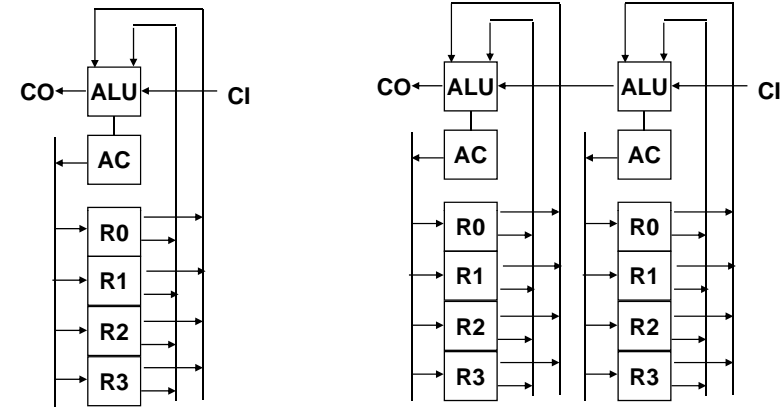 CO ALU CI
AC
R0
R1
R2
R3
CO ALU ALU CI
AC AC
R0 R0
R1 R1
R2 R2
R3 R3